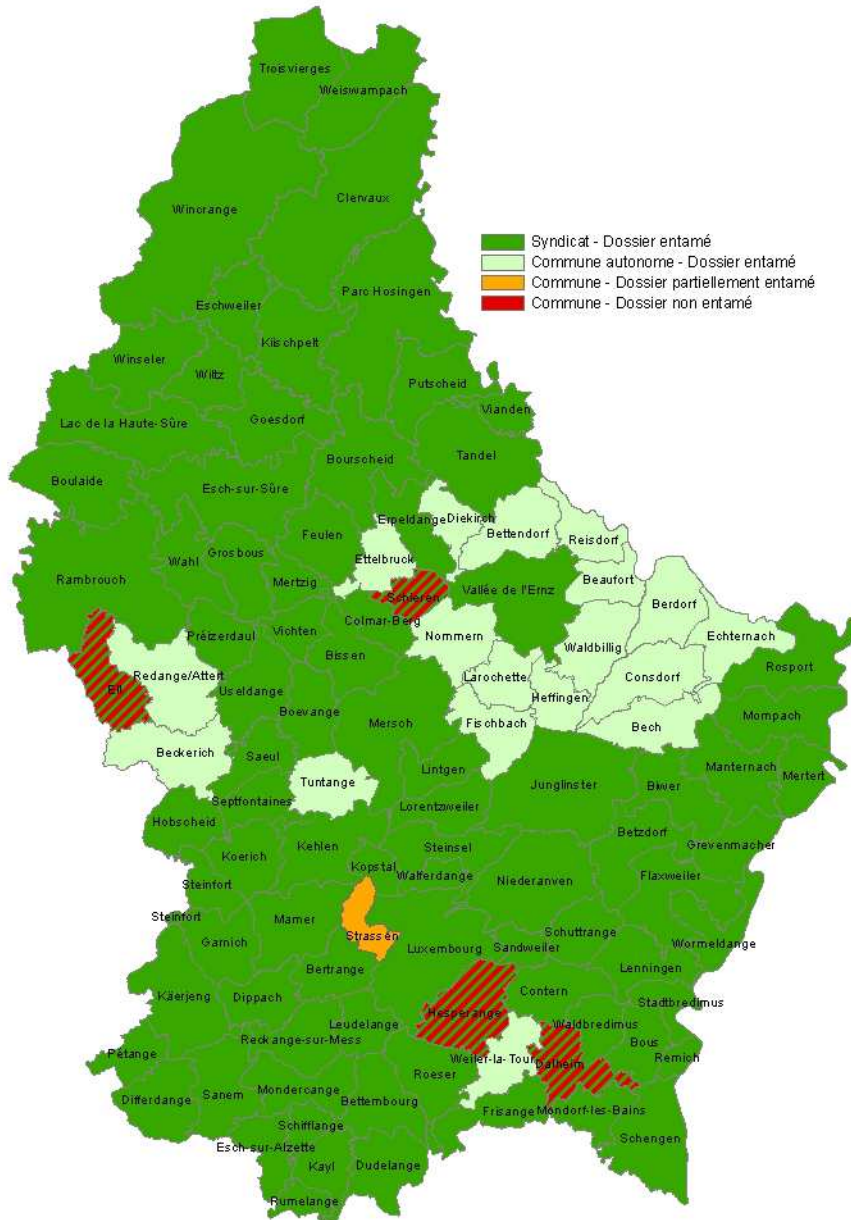 Troisvierges
Weiswampach
Clervaux
Wincrange
Syndicat - Dossier entamé
Commune autonome - Dossier entamé
Commune - Dossier partiellement entamé
Commune - Dossier non entamé
Parc Hosingen
Eschweiler
Kiischpelt
Winseler
Wiltz
Putscheid
Vianden
Goesdorf
Lac de la Haute-Sûre
Bourscheid
Tandel
Boulaide
Esch-sur-Sûre
Erpeldange
Diekirch
Bettendorf
Feulen
Reisdorf
Grosbous
Wahl
Ettelbruck
Rambrouch
Mertzig
Beaufort
Vallée de l'Ernz
Schieren
Berdorf
Colmar-Berg
Préizerdaul
Vichten
Nommern
Echternach
Waldbillig
Bissen
Rosport
Redange/Attert
Larochette
Consdorf
Ell
Useldange
Heffingen
Boevange
Mersch
Fischbach
Bech
Mompach
Beckerich
Saeul
Lintgen
Manternach
Tuntange
Junglinster
Biwer
Mertert
Septfontaines
Lorentzweiler
Hobscheid
Betzdorf
Kehlen
Steinsel
Grevenmacher
Koerich
Kopstal
Walferdange
Niederanven
Flaxweiler
Steinfort
Steinfort
Mamer
Strassen
Schuttrange
Garnich
Luxembourg
Sandweiler
Wormeldange
Bertrange
Lenningen
Contern
Käerjeng
Dippach
Stadtbredimus
Hesperange
Leudelange
Waldbredimus
Reckange-sur-Mess
Bous
Pétange
Weiler-la-Tour
Dalheim
Remich
Roeser
Differdange
Sanem
Mondercange
Bettembourg
Frisange
Mondorf-les-Bains
Schifflange
Schengen
Esch-sur-Alzette
Kayl
Dudelange
Rumelange